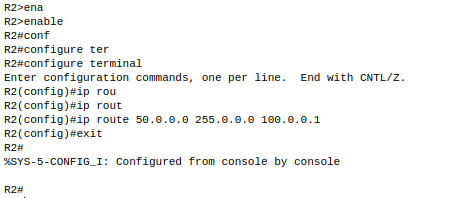 R2>ena
R2>enable
R2#conf
R2#configure ter
R2#configure terminal
Enter configuration commands, one per line.  End with CNTL/Z.
R2(config)#ip rou
R2(config)#ip rout
R2(config)#ip route 50.0.0.0 255.0.0.0 100.0.0.1
R2(config)#exit
R2#
%SYS-5-CONFIG_I: Configured from console by console
R2#